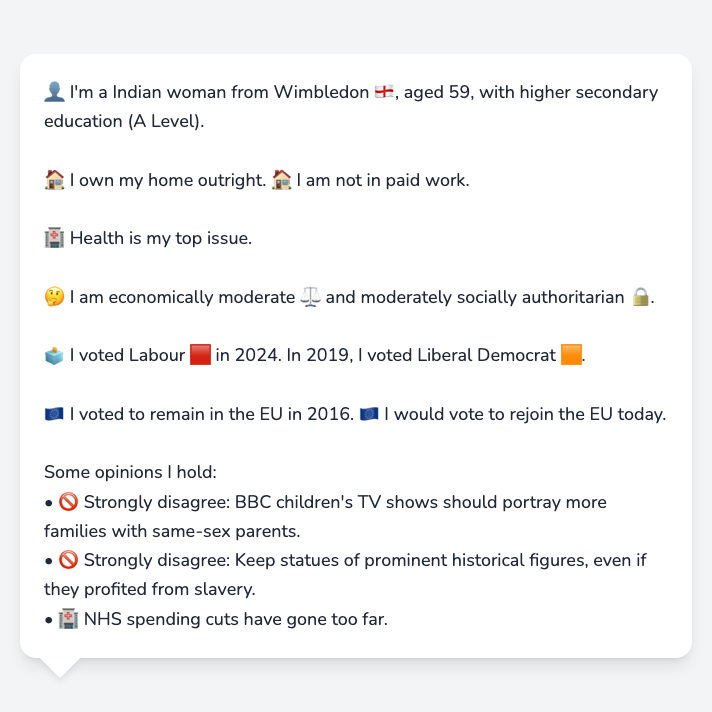 👤 I'm a Indian woman from Wimbledon 🏴󠁧󠁢󠁥󠁮󠁧󠁿, aged 59, with higher secondary
education (A Level).
🏠 I own my home outright. 🏠 I am not in paid work.
🏥 Health is my top issue.
🤔 I am economically moderate ⚖️ and moderately socially authoritarian 🔒.
🗳️ I voted Labour 🟥 in 2024. In 2019, I voted Liberal Democrat 🟧.
🇪🇺 I voted to remain in the EU in 2016. 🇪🇺 I would vote to rejoin the EU today.
Some opinions I hold:
• 🚫 Strongly disagree: BBC children's TV shows should portray more
families with same-sex parents.
• 🚫 Strongly disagree: Keep statues of prominent historical figures, even if
they profited from slavery.
• 🏥 NHS spending cuts have gone too far.